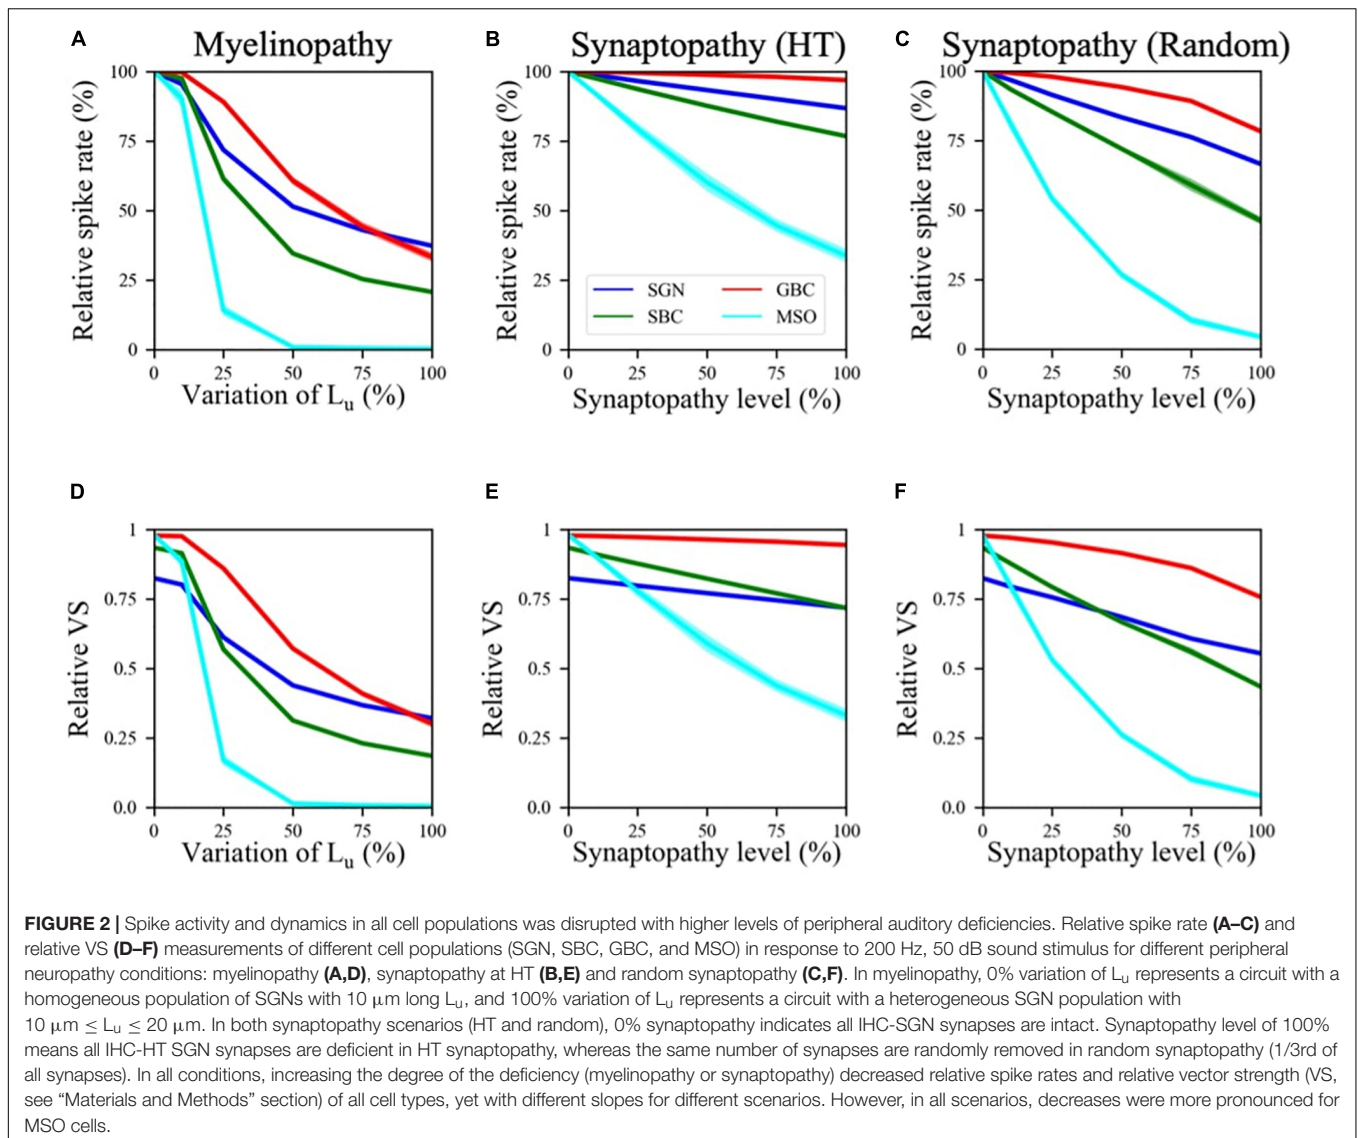 A
Myelinopathy
B
Synaptopathy (HT)
C
Synaptopathy (Random)
Relative spike rate (%)
100
75
50
25
0
0 25 50 75 100
Variation of Lu (%)
Relative spike rate (%)
100
75
50
25
0
SGN GBC
SBC MSO
0 25 50 75 100
Synaptopathy level (%)
Relative spike rate (%)
100
75
50
25
0
0 25 50 75 100
Synaptopathy level (%)
D
E
F
Relative VS
1
0.75
0.5
0.25
0.0
0 25 50 75 100
Variation of Lu (%)
Relative VS
1
0.75
0.5
0.25
0.0
0 25 50 75 100
Synaptopathy level (%)
Relative VS
1
0.75
0.5
0.25
0.0
0 25 50 75 100
Synaptopathy level (%)
FIGURE 2 | Spike activity and dynamics in all cell populations was disrupted with higher levels of peripheral auditory deficiencies. Relative spike rate (A–C) and
relative VS (D–F) measurements of different cell populations (SGN, SBC, GBC, and MSO) in response to 200 Hz, 50 dB sound stimulus for different peripheral
neuropathy conditions: myelinopathy (A,D), synaptopathy at HT (B,E) and random synaptopathy (C,F). In myelinopathy, 0% variation of Lu represents a circuit with a
homogeneous population of SGNs with 10 μm long Lu, and 100% variation of Lu represents a circuit with a heterogeneous SGN population with
10 μm ≤ Lu ≤ 20 μm. In both synaptopathy scenarios (HT and random), 0% synaptopathy indicates all IHC-SGN synapses are intact. Synaptopathy level of 100%
means all IHC-HT SGN synapses are deficient in HT synaptopathy, whereas the same number of synapses are randomly removed in random synaptopathy (1/3rd of
all synapses). In all conditions, increasing the degree of the deficiency (myelinopathy or synaptopathy) decreased relative spike rates and relative vector strength (VS,
see “Materials and Methods” section) of all cell types, yet with different slopes for different scenarios. However, in all scenarios, decreases were more pronounced for
MSO cells.